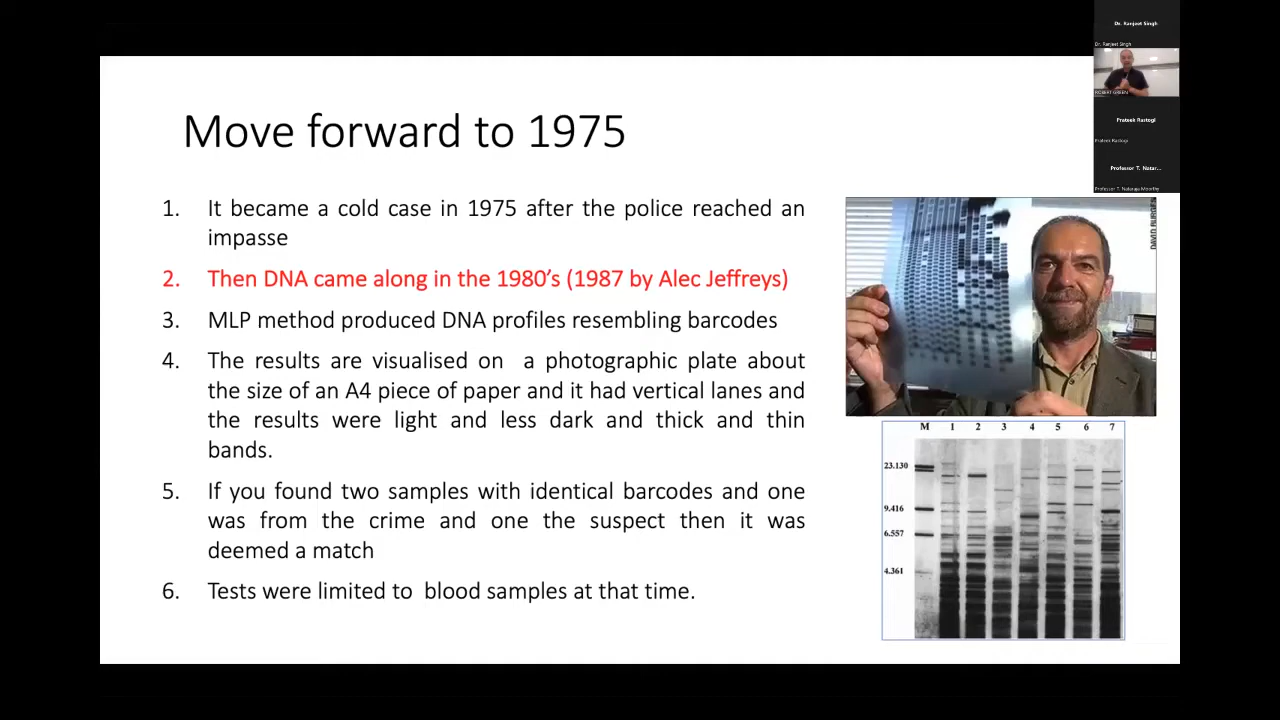 Dr. Ranjeet Singh
Dr. Ranjeet Singh
ROBERT GREEN
Prateek Rastogi
Prateek Rastogi
Professor T. Natar...
Professor T. Nataraja Moorthy
Move forward to 1975
1. It became a cold case in 1975 after the police reached an
impasse
2. Then DNA came along in the 1980’s (1987 by Alec Jeffreys)
3. MLP method produced DNA profiles resembling barcodes
4. The results are visualised on a photographic plate about
the size of an A4 piece of paper and it had vertical lanes and
the results were light and less dark and thick and thin
bands.
5. If you found two samples with identical barcodes and one
was from the crime and one the suspect then it was
deemed a match
6. Tests were limited to blood samples at that time.
DAVID BURGEN
M 1 2 3 4 5 6 7
23.130
9.416
6.557
4.361